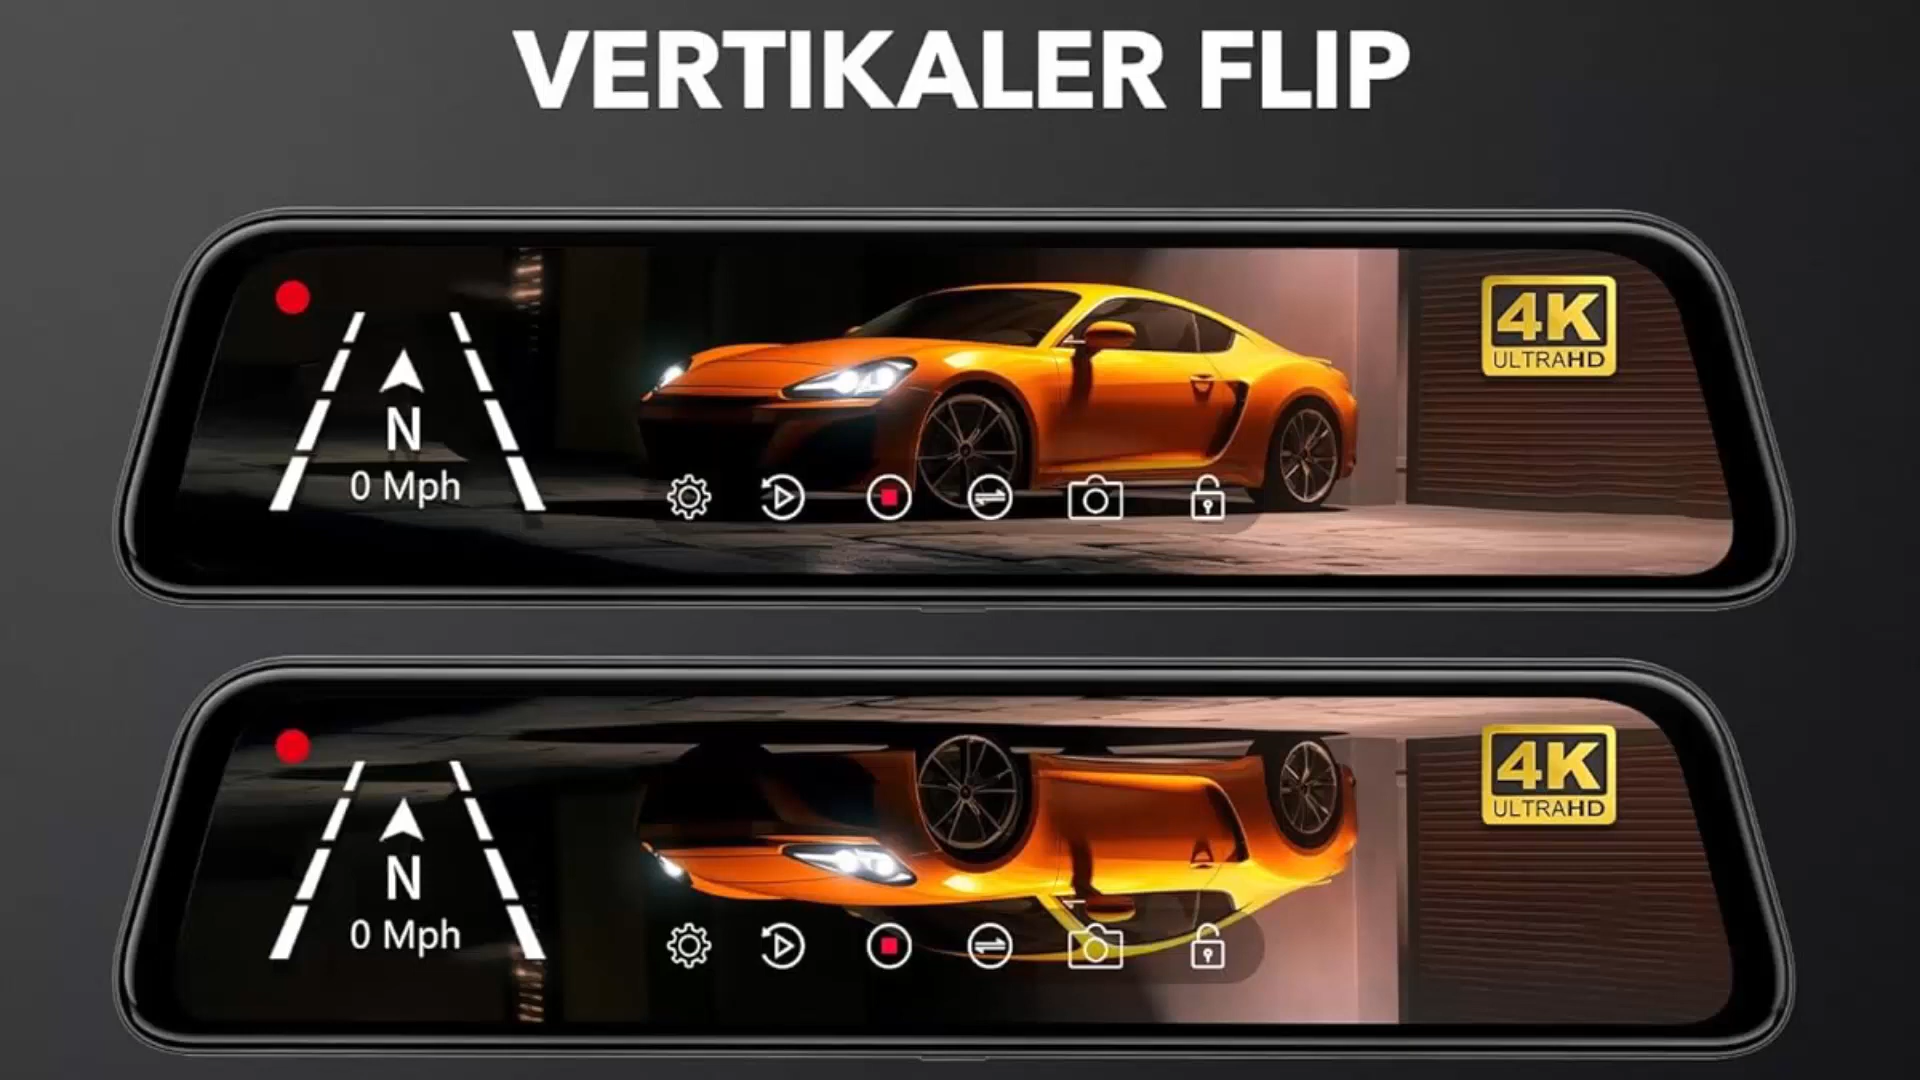 VERTIKALER FLIP
4K
ULTRAHD
N
0 Mph
4K
ULTRAHD
N
0 Mph